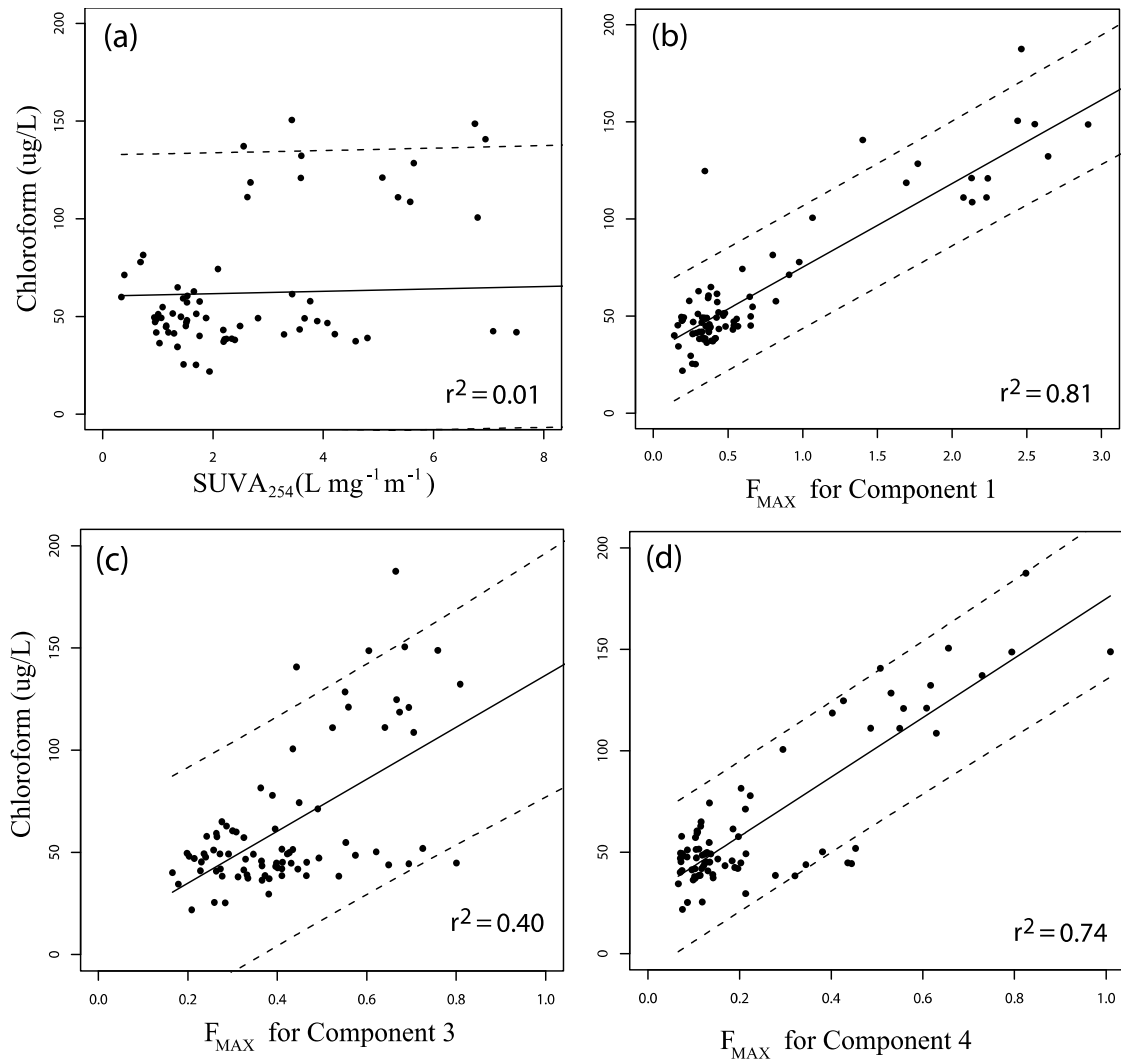 (a)
Chloroform (ug/L)
200
150
100
50
0
r² = 0.01
0 2 4 6 8
SUVA₂₅₄(L mg⁻¹m⁻¹)
(b)
200
150
100
50
0
r² = 0.81
0.0 0.5 1.0 1.5 2.0 2.5 3.0
F_MAX for Component 1
(c)
Chloroform (ug/L)
200
150
100
50
0
r² = 0.40
0.0 0.2 0.4 0.6 0.8 1.0
F_MAX for Component 3
(d)
200
150
100
50
0
r² = 0.74
0.0 0.2 0.4 0.6 0.8 1.0
F_MAX for Component 4